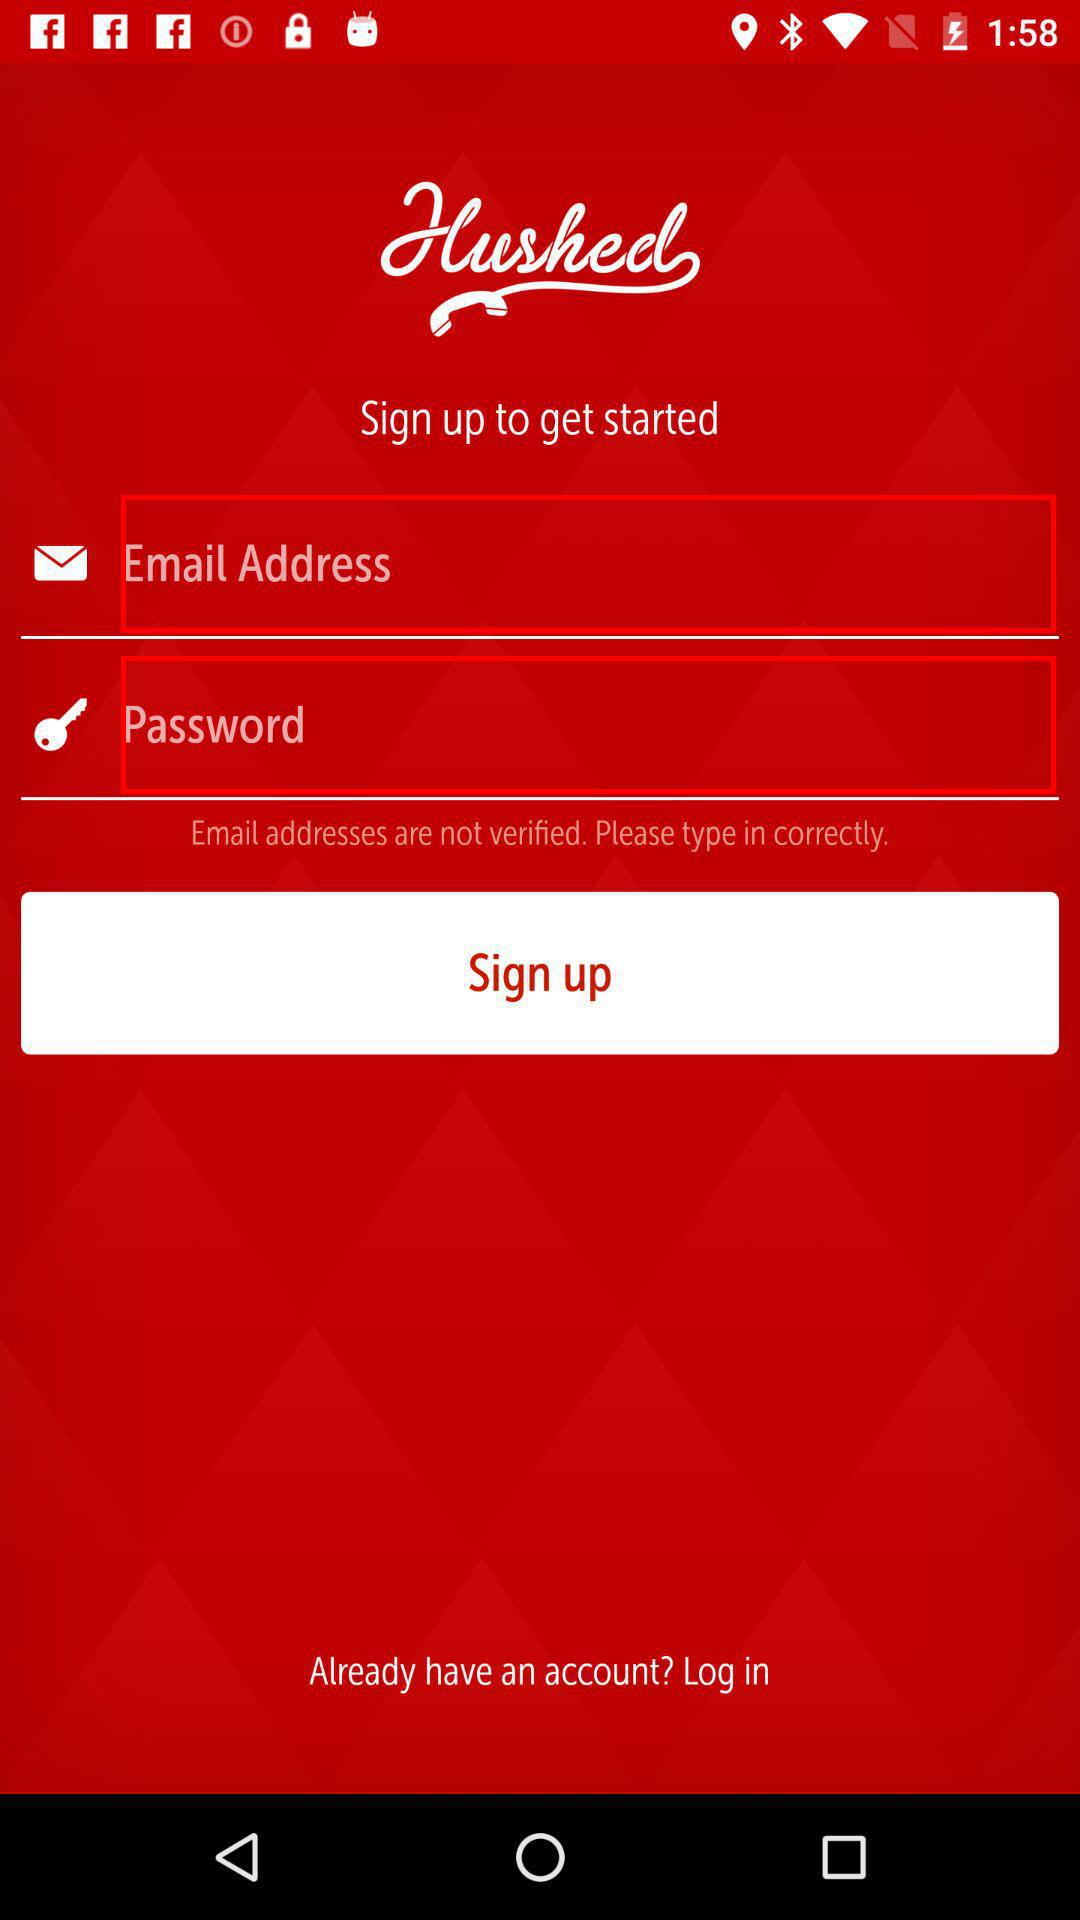 1:58
Hushed
Sign up to get started
Email Address
Password
Email addresses are not verified. Please type in correctly.
Sign up
Already have an account? Log in